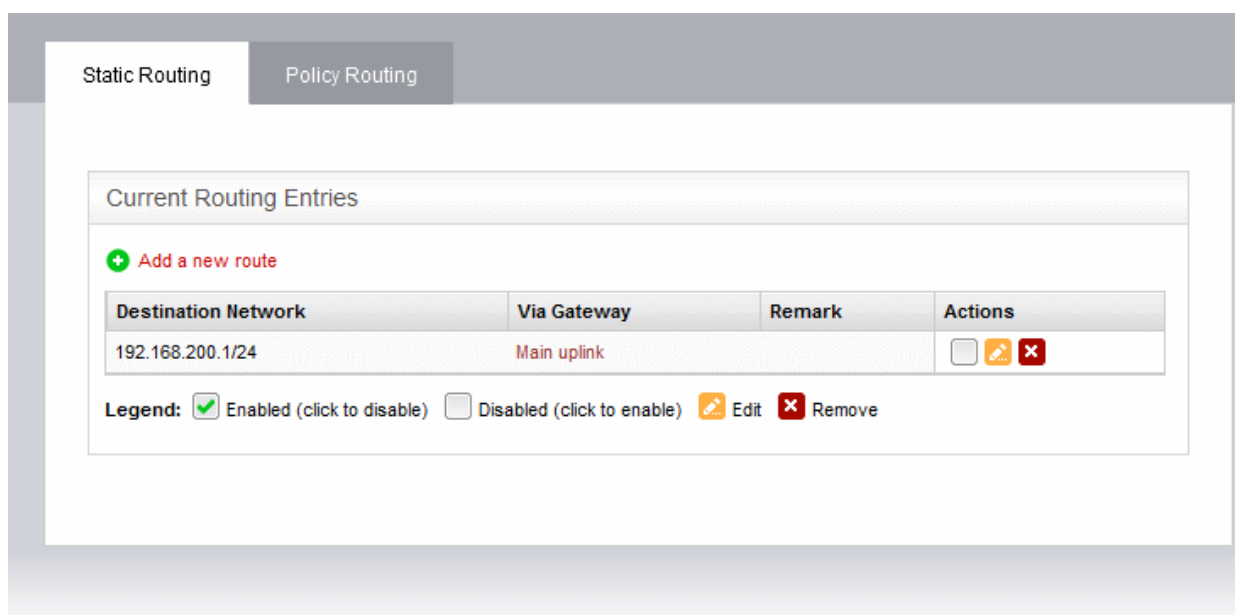 Static Routing Policy Routing
Current Routing Entries
Add a new route
Destination Network Via Gateway Remark Actions
192.168.200.1/24 Main uplink
Legend: Enabled (click to disable) Disabled (click to enable) Edit Remove